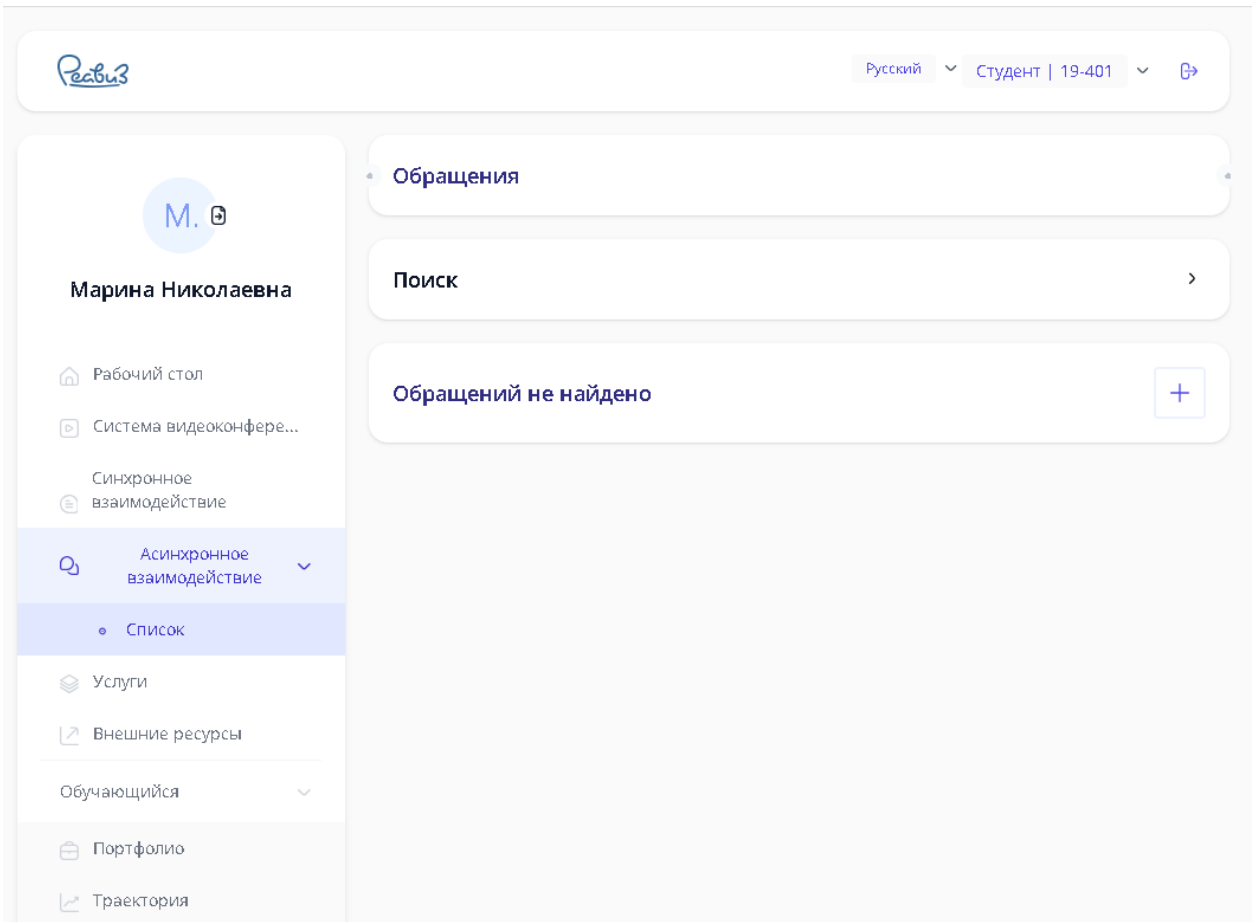 Реавиз
Русский
Студент | 19-401
М.
Марина Николаевна
Рабочий стол
Система видеоконфере...
Синхронное
взаимодействие
Асинхронное
взаимодействие
Список
Услуги
Внешние ресурсы
Обучающийся
Портфолио
Траектория
Обращения
Поиск
Обращений не найдено